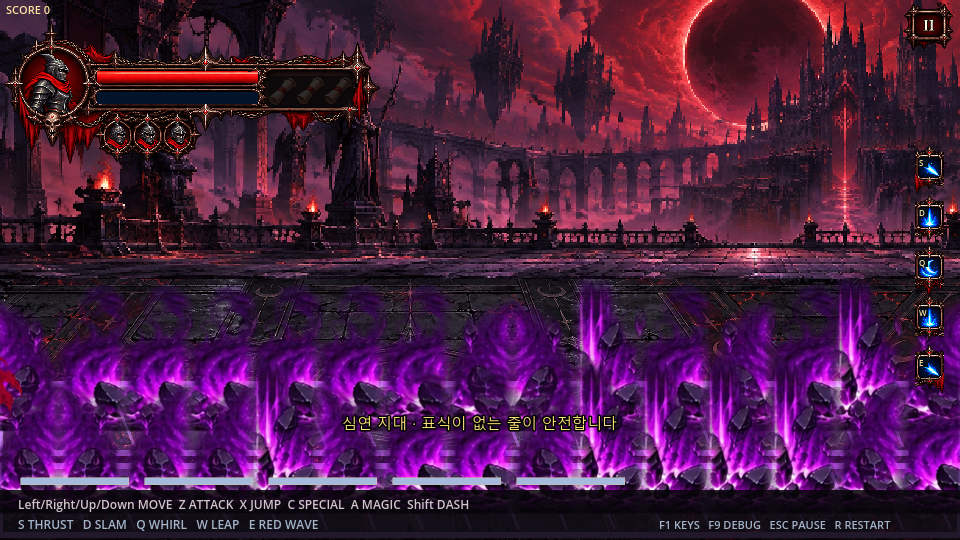 SCORE 0
II
S
D
Q
W
E
심연 지대 · 표식이 없는 줄이 안전합니다
Left/Right/Up/Down MOVE Z ATTACK X JUMP C SPECIAL A MAGIC Shift DASH
S THRUST D SLAM Q WHIRL W LEAP E RED WAVE
F1 KEYS F9 DEBUG ESC PAUSE R RESTART